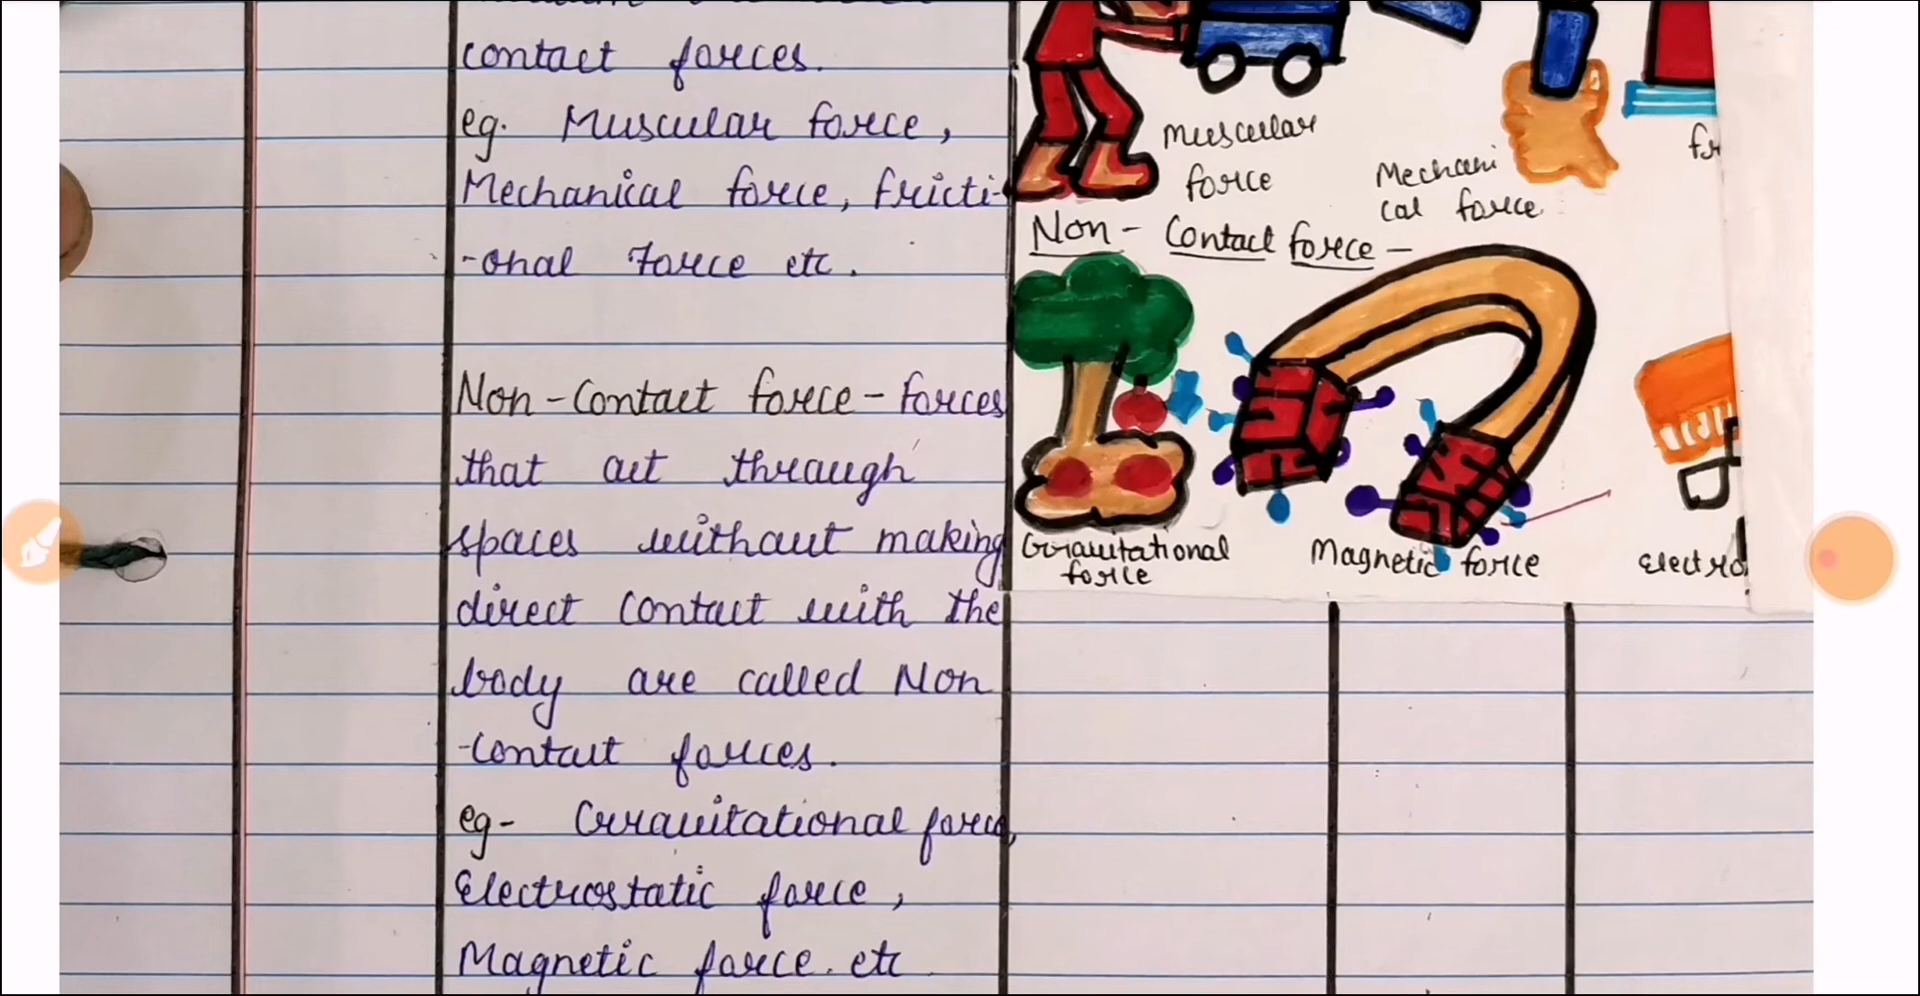 contact forces.
eg. Muscular force,
Mechanical force, fricti-
-onal force etc.
Non-Contact force - forces
that act through
spaces without making
direct contact with the
body are called Non
-contact forces.
eg- Gravitational force,
Electrostatic force,
Magnetic force. etc
Muscular
force
Mechani
cal force.
Non - Contact force -
Gravitational
force
Magnetic force